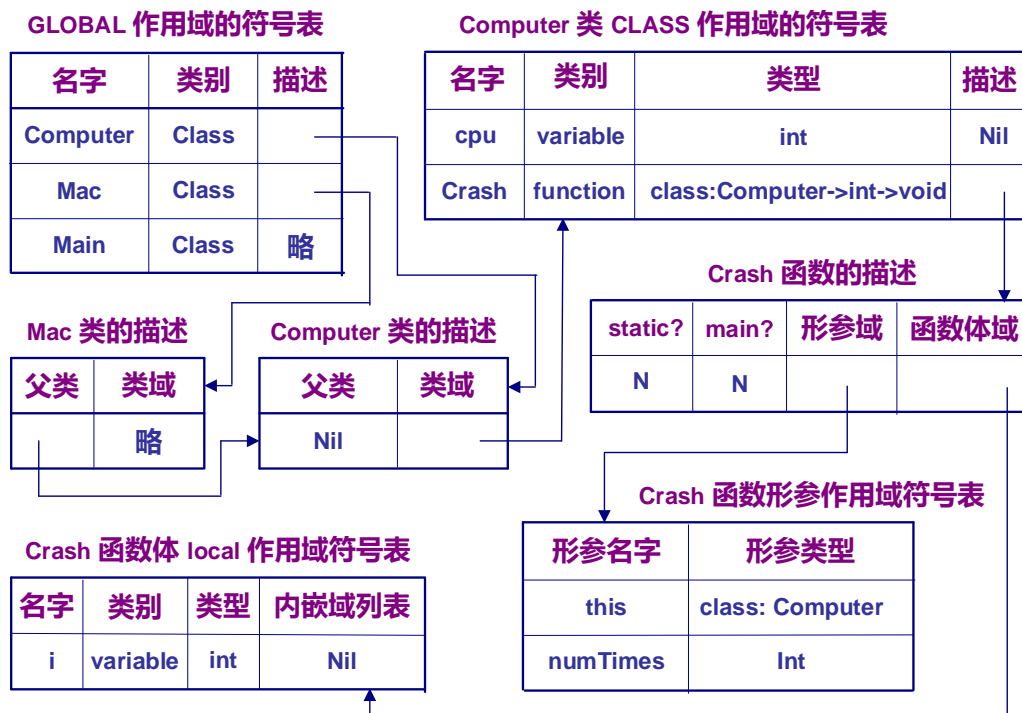 GLOBAL 作用域的符号表
名字 类别 描述
Computer Class
Mac Class
Main Class 略
Computer 类 CLASS 作用域的符号表
名字 类别 类型 描述
cpu variable int Nil
Crash function class:Computer->int->void
Crash 函数的描述
static? main? 形参域 函数体域
N N
Mac 类的描述
父类 类域
略
Computer 类的描述
父类 类域
Nil
Crash 函数形参作用域符号表
形参名字 形参类型
this class: Computer
numTimes Int
Crash 函数体 local 作用域符号表
名字 类别 类型 内嵌域列表
i variable int Nil